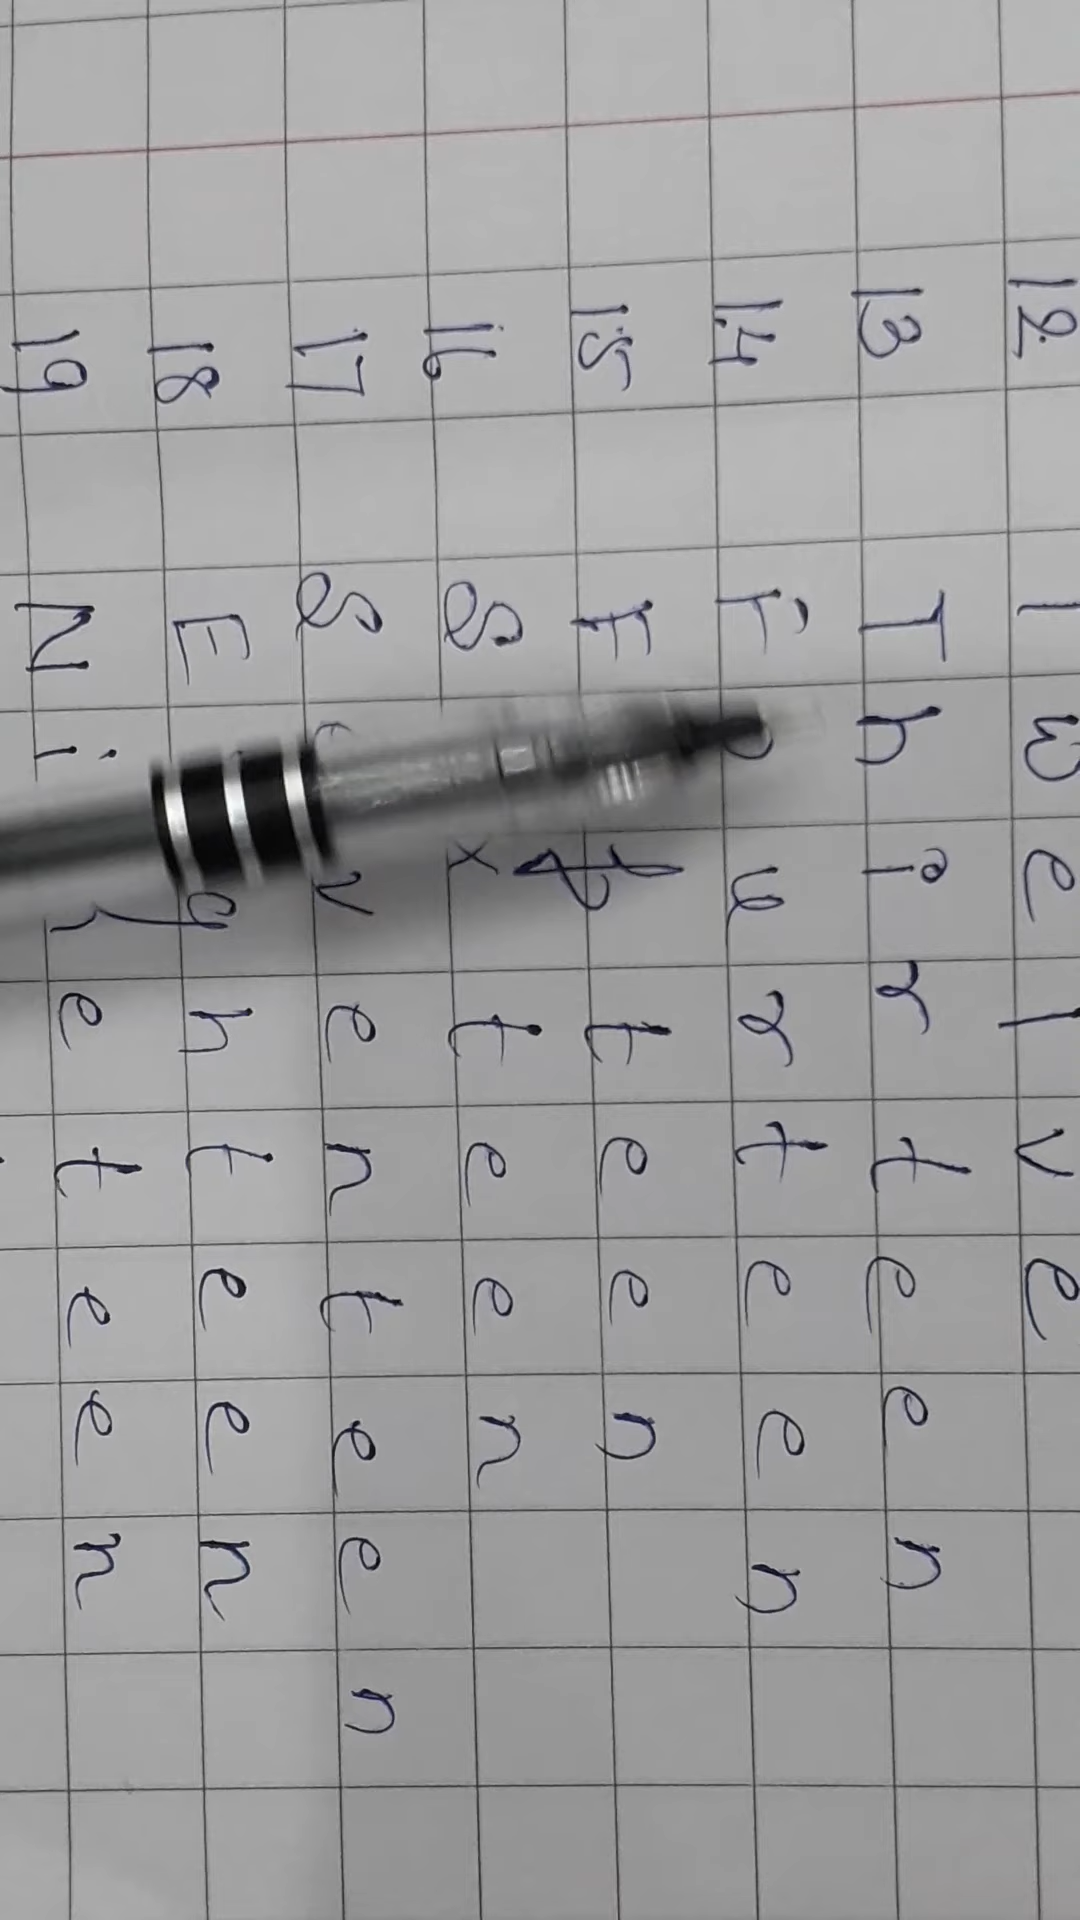 12 Twelve
13 Thirteen
14 Fourteen
15 Fifteen
16 Sixteen
17 Seventeen
18 Eighteen
19 Nineteen